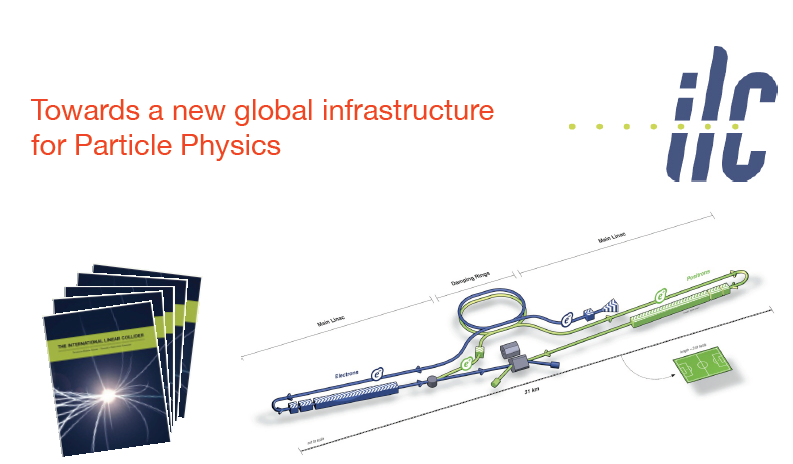 Towards a new global infrastructure
for Particle Physics
ilc
Main Linac
Damping Rings
Main Linac
Positrons
Electrons
31 km
THE INTERNATIONAL LINEAR COLLIDER